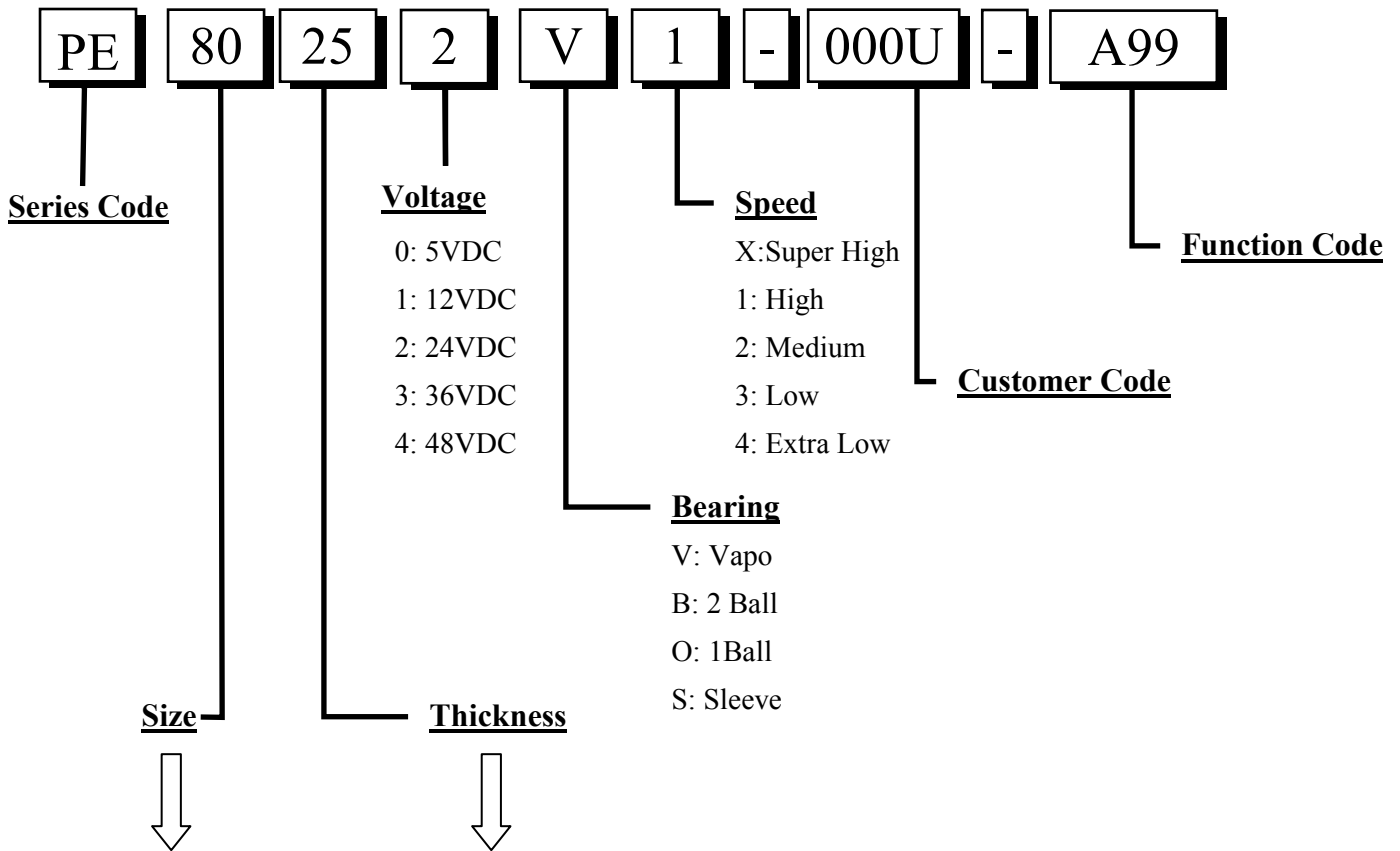 PE 80 25 2 V 1 - 000U - A99
Series Code
Voltage
0: 5VDC
1: 12VDC
2: 24VDC
3: 36VDC
4: 48VDC
Speed
X:Super High
1: High
2: Medium
3: Low
4: Extra Low
Function Code
Customer Code
Bearing
V: Vapo
B: 2 Ball
O: 1Ball
S: Sleeve
Size
Thickness